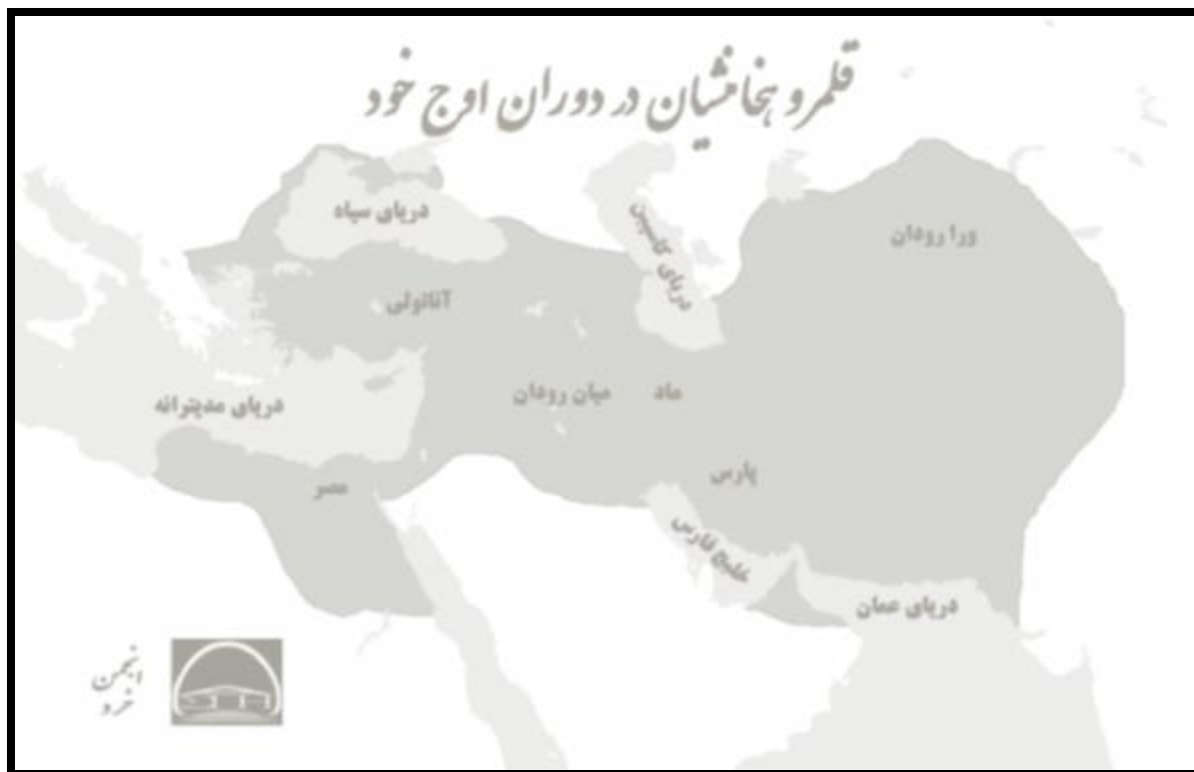 قلمرو هخامنشیان در دوران اوج خود
دریای سیاه
دریای کاسپین
ورا رودان
آناتولی
دریای مدیترانه
میان رودان
ماد
مصر
پارس
خلیج فارس
دریای عمان
انجمن
خرد